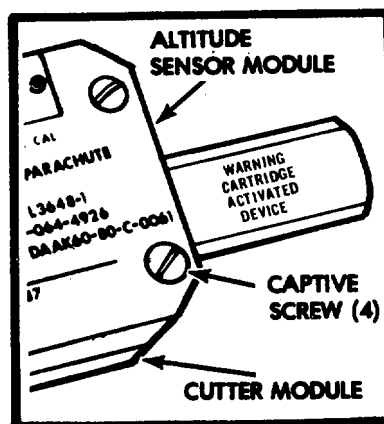 ALTITUDE
SENSOR MODULE
CAL
PARACHUTE
L3648-1
-064-4926
DAAK60-80-C-0061
67
WARNING
CARTRIDGE
ACTIVATED
DEVICE
CAPTIVE
SCREW (4)
CUTTER MODULE